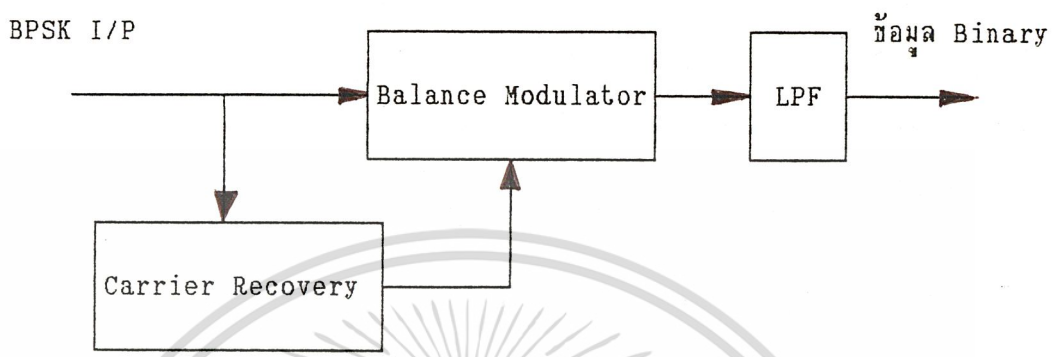 BPSK I/P
ข้อมูล Binary
Balance Modulator
LPF
Carrier Recovery